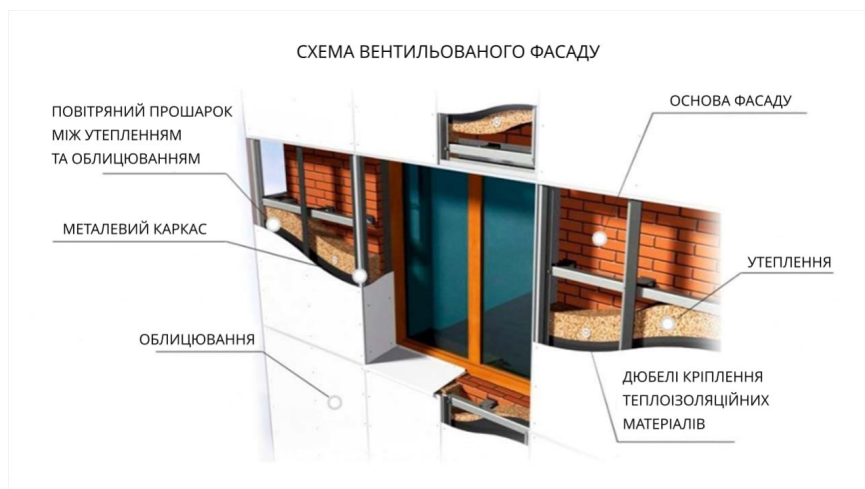 СХЕМА ВЕНТИЛЬОВАНОГО ФАСАДУ
ПОВІТРЯНИЙ ПРОШАРОК
МІЖ УТЕПЛЕННЯМ
ТА ОБЛИЦЮВАННЯМ
МЕТАЛЕВИЙ КАРКАС
ОБЛИЦЮВАННЯ
ОСНОВА ФАСАДУ
УТЕПЛЕННЯ
ДЮБЕЛІ КРІПЛЕННЯ
ТЕПЛОІЗОЛЯЦІЙНИХ
МАТЕРІАЛІВ